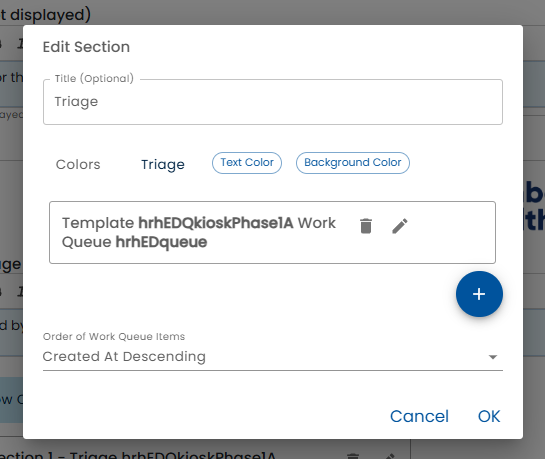 t displayed)
Edit Section
Title (Optional)
Triage
Colors Triage Text Color Background Color
Template hrhEDQkioskPhase1A Work
Queue hrhEDqueue
Order of Work Queue Items
Created At Descending
Cancel OK
ection 1 - Triage hrhEDQkioskPhase1A